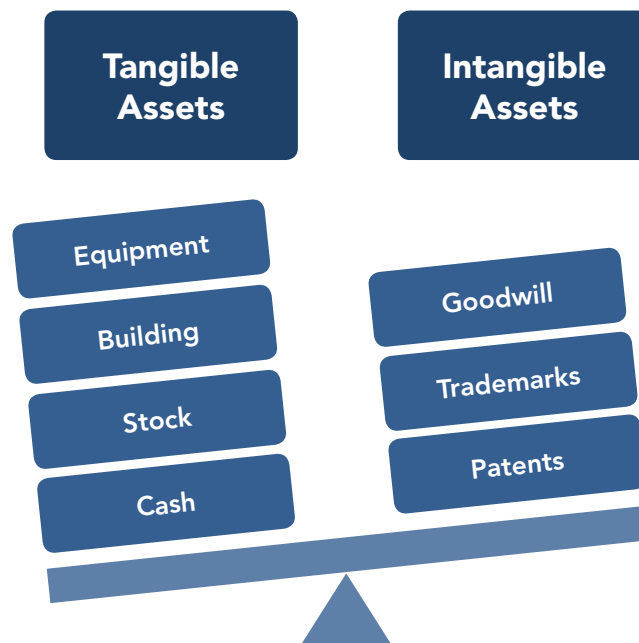 Tangible
Assets
Intangible
Assets
Equipment
Building
Stock
Cash
Goodwill
Trademarks
Patents